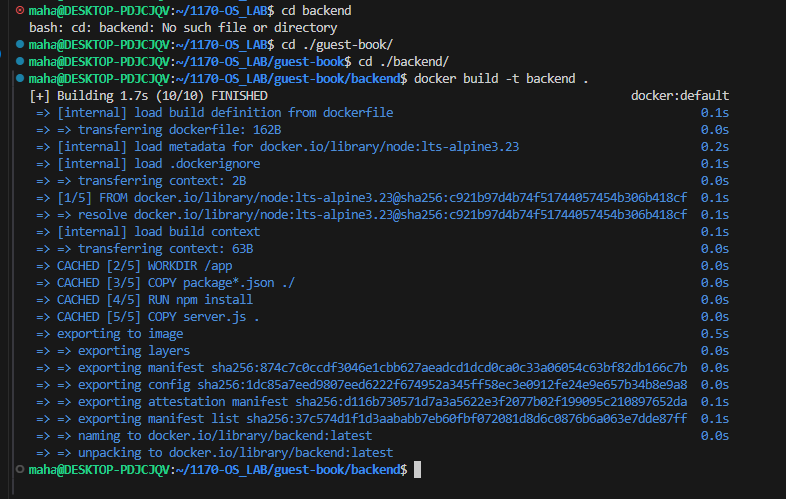 maha@DESKTOP-PDJCJQV:~/1170-OS_LAB$ cd backend
bash: cd: backend: No such file or directory
maha@DESKTOP-PDJCJQV:~/1170-OS_LAB$ cd ./guest-book/
maha@DESKTOP-PDJCJQV:~/1170-OS_LAB/guest-book$ cd ./backend/
maha@DESKTOP-PDJCJQV:~/1170-OS_LAB/guest-book/backend$ docker build -t backend .
[+] Building 1.7s (10/10) FINISHED docker:default
=> [internal] load build definition from dockerfile 0.1s
=> => transferring dockerfile: 162B 0.0s
=> [internal] load metadata for docker.io/library/node:lts-alpine3.23 0.2s
=> [internal] load .dockerignore 0.1s
=> => transferring context: 2B 0.0s
=> [1/5] FROM docker.io/library/node:lts-alpine3.23@sha256:c921b97d4b74f51744057454b306b418cf 0.1s
=> => resolve docker.io/library/node:lts-alpine3.23@sha256:c921b97d4b74f51744057454b306b418cf 0.1s
=> [internal] load build context 0.1s
=> => transferring context: 63B 0.0s
=> CACHED [2/5] WORKDIR /app 0.0s
=> CACHED [3/5] COPY package*.json ./ 0.0s
=> CACHED [4/5] RUN npm install 0.0s
=> CACHED [5/5] COPY server.js . 0.0s
=> exporting to image 0.5s
=> => exporting layers 0.0s
=> => exporting manifest sha256:874c7c0ccdf3046e1cbb627aeadcd1dcd0ca0c33a06054c63bf82db166c7b 0.0s
=> => exporting config sha256:1dc85a7eed9807eed6222f674952a345ff58ec3e0912fe24e9e657b34b8e9a8 0.0s
=> => exporting attestation manifest sha256:d116b730571d7a3a5622e3f2077b02f199095c210897652da 0.1s
=> => exporting manifest list sha256:37c574d1f1d3aababb7eb60fbf072081d8d6c0876b6a063e7dde87ff 0.1s
=> => naming to docker.io/library/backend:latest 0.0s
=> => unpacking to docker.io/library/backend:latest
maha@DESKTOP-PDJCJQV:~/1170-OS_LAB/guest-book/backend$